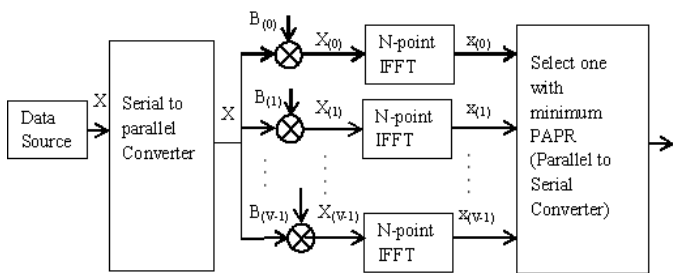 Data
Source
X
Serial to
parallel
Converter
X
B(0)
X(0)
N-point
IFFT
x(0)
B(1)
X(1)
N-point
IFFT
x(1)
B(V-1)
X(V-1)
N-point
IFFT
x(V-1)
Select one
with
minimum
PAPR
(Parallel to
Serial
Converter)